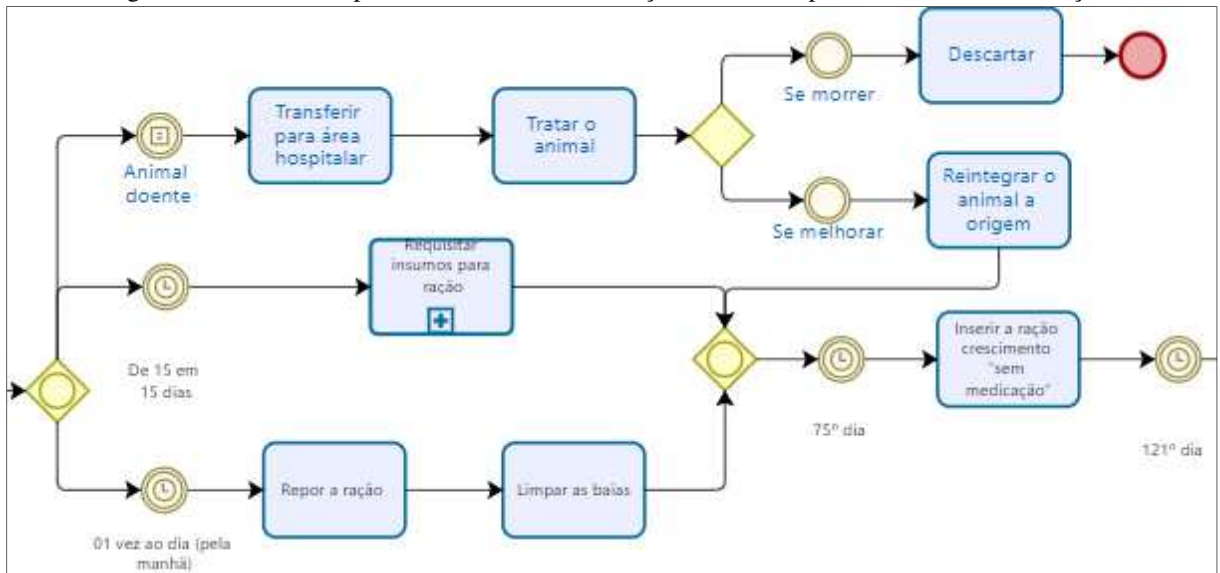 Descartar
Se morrer
Transferir
para área
hospitalar
Tratar o
animal
Animal
doente
Reintegrar o
animal a
origem
Se melhorar
Requisitar
insumos para
ração
De 15 em
15 dias
Inserir a ração
crescimento
"sem
medicação"
75º dia
121º dia
Repor a ração
Limpar as baias
01 vez ao dia (pela
manhã)